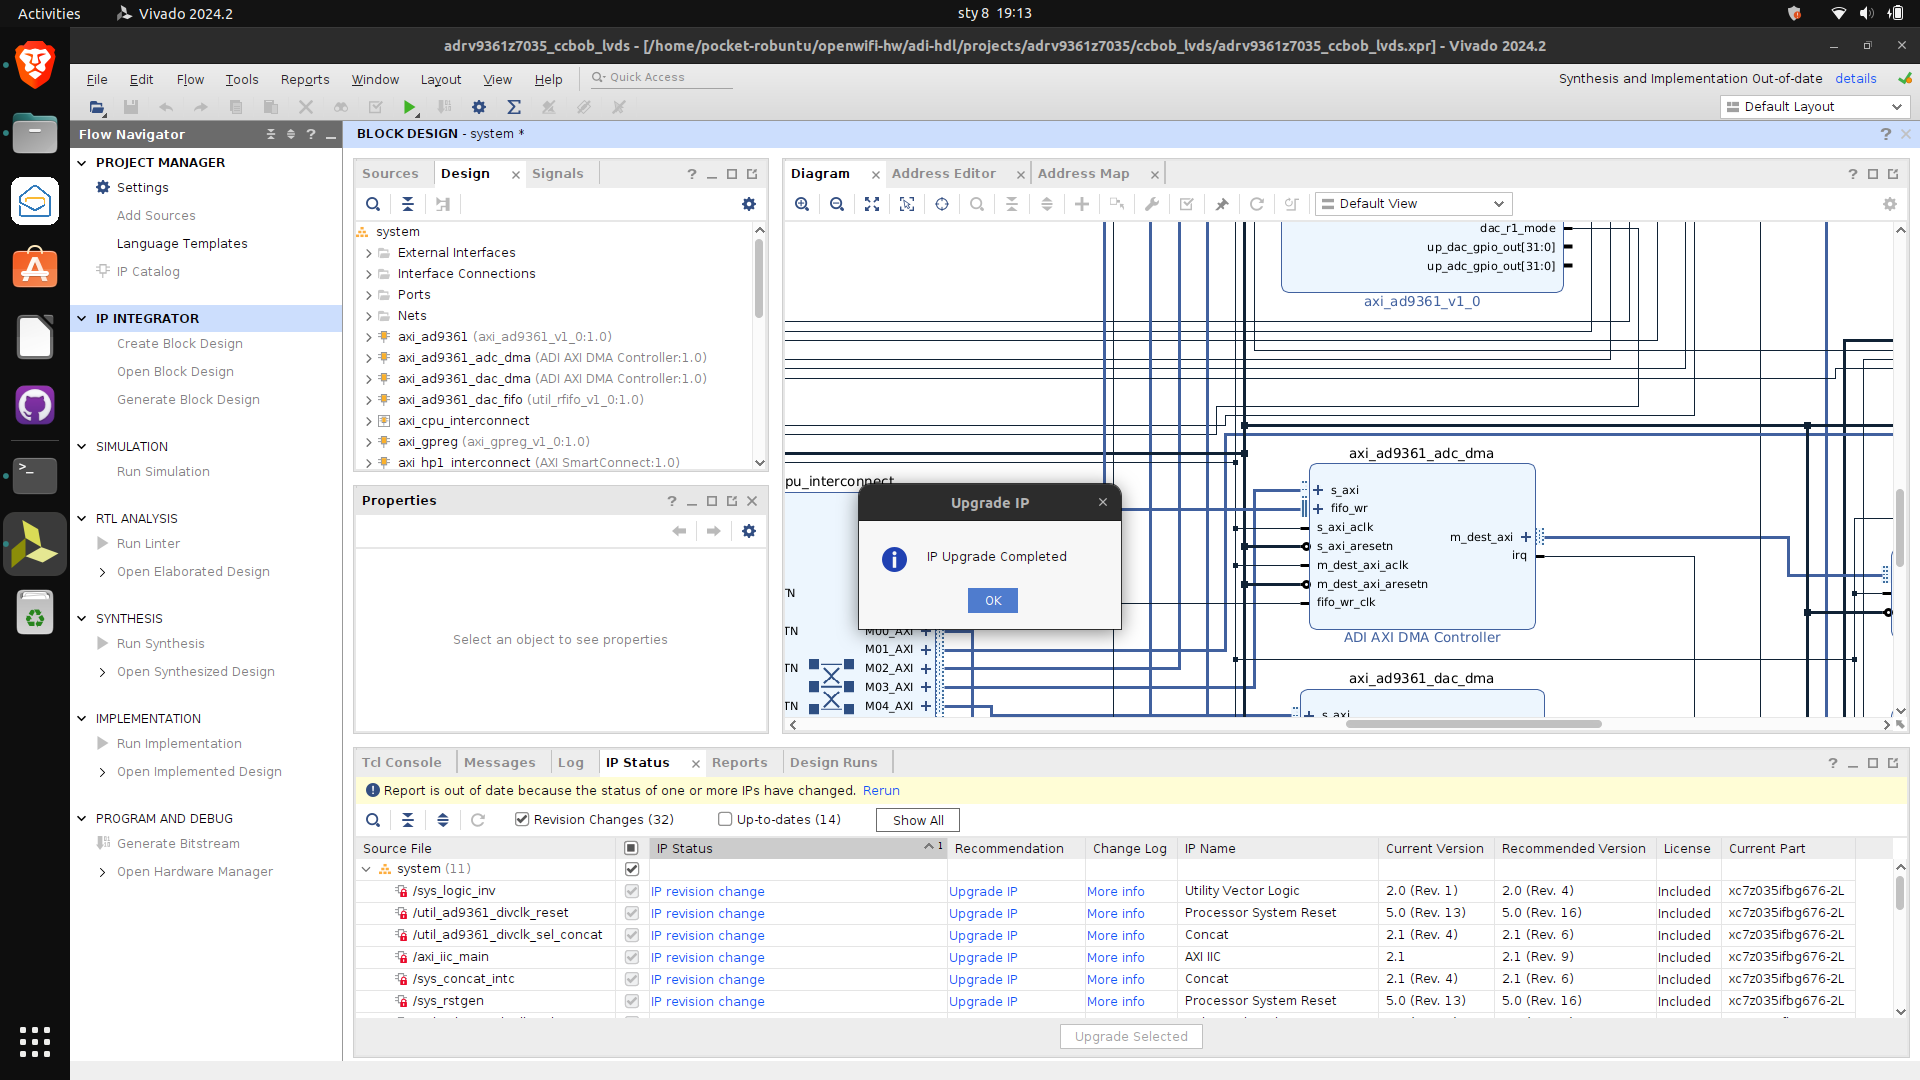 Activities
Vivado 2024.2
sty 8 19:13
adrv9361z7035_ccbob_lvds - [/home/pocket-robuntu/openwifi-hw/adi-hdl/projects/adrv9361z7035/ccbob_lvds/adrv9361z7035_ccbob_lvds.xpr] - Vivado 2024.2
File Edit Flow Tools Reports Window Layout View Help
Quick Access
Synthesis and Implementation Out-of-date details
Default Layout
Flow Navigator
PROJECT MANAGER
Settings
Add Sources
Language Templates
IP Catalog
IP INTEGRATOR
Create Block Design
Open Block Design
Generate Block Design
SIMULATION
Run Simulation
RTL ANALYSIS
Run Linter
Open Elaborated Design
SYNTHESIS
Run Synthesis
Open Synthesized Design
IMPLEMENTATION
Run Implementation
Open Implemented Design
PROGRAM AND DEBUG
Generate Bitstream
Open Hardware Manager
BLOCK DESIGN - system *
Sources Design Signals
system
External Interfaces
Interface Connections
Ports
Nets
axi_ad9361 (axi_ad9361_v1_0:1.0)
axi_ad9361_adc_dma (ADI AXI DMA Controller:1.0)
axi_ad9361_dac_dma (ADI AXI DMA Controller:1.0)
axi_ad9361_dac_fifo (util_rfifo_v1_0:1.0)
axi_cpu_interconnect
axi_gpreg (axi_gpreg_v1_0:1.0)
axi_hp1_interconnect (AXI SmartConnect:1.0)
Properties
Select an object to see properties
Diagram Address Editor Address Map
Default View
dac_r1_mode
up_dac_gpio_out[31:0]
up_adc_gpio_out[31:0]
axi_ad9361_v1_0
pu_interconnect
TN
TN
TN
TN
M00_AXI
M01_AXI
M02_AXI
M03_AXI
M04_AXI
axi_ad9361_adc_dma
s_axi
fifo_wr
s_axi_aclk
s_axi_aresetn
m_dest_axi_aclk
m_dest_axi_aresetn
fifo_wr_clk
m_dest_axi
irq
ADI AXI DMA Controller
axi_ad9361_dac_dma
s_axi
Upgrade IP
IP Upgrade Completed
OK
Tcl Console Messages Log IP Status Reports Design Runs
Report is out of date because the status of one or more IPs have changed. Rerun
Revision Changes (32) Up-to-dates (14) Show All
Source File IP Status 1 Recommendation Change Log IP Name Current Version Recommended Version License Current Part
system (11)
/sys_logic_inv IP revision change Upgrade IP More info Utility Vector Logic 2.0 (Rev. 1) 2.0 (Rev. 4) Included xc7z035ifbg676-2L
/util_ad9361_divclk_reset IP revision change Upgrade IP More info Processor System Reset 5.0 (Rev. 13) 5.0 (Rev. 16) Included xc7z035ifbg676-2L
/util_ad9361_divclk_sel_concat IP revision change Upgrade IP More info Concat 2.1 (Rev. 4) 2.1 (Rev. 6) Included xc7z035ifbg676-2L
/axi_iic_main IP revision change Upgrade IP More info AXI IIC 2.1 2.1 (Rev. 9) Included xc7z035ifbg676-2L
/sys_concat_intc IP revision change Upgrade IP More info Concat 2.1 (Rev. 4) 2.1 (Rev. 6) Included xc7z035ifbg676-2L
/sys_rstgen IP revision change Upgrade IP More info Processor System Reset 5.0 (Rev. 13) 5.0 (Rev. 16) Included xc7z035ifbg676-2L
Upgrade Selected